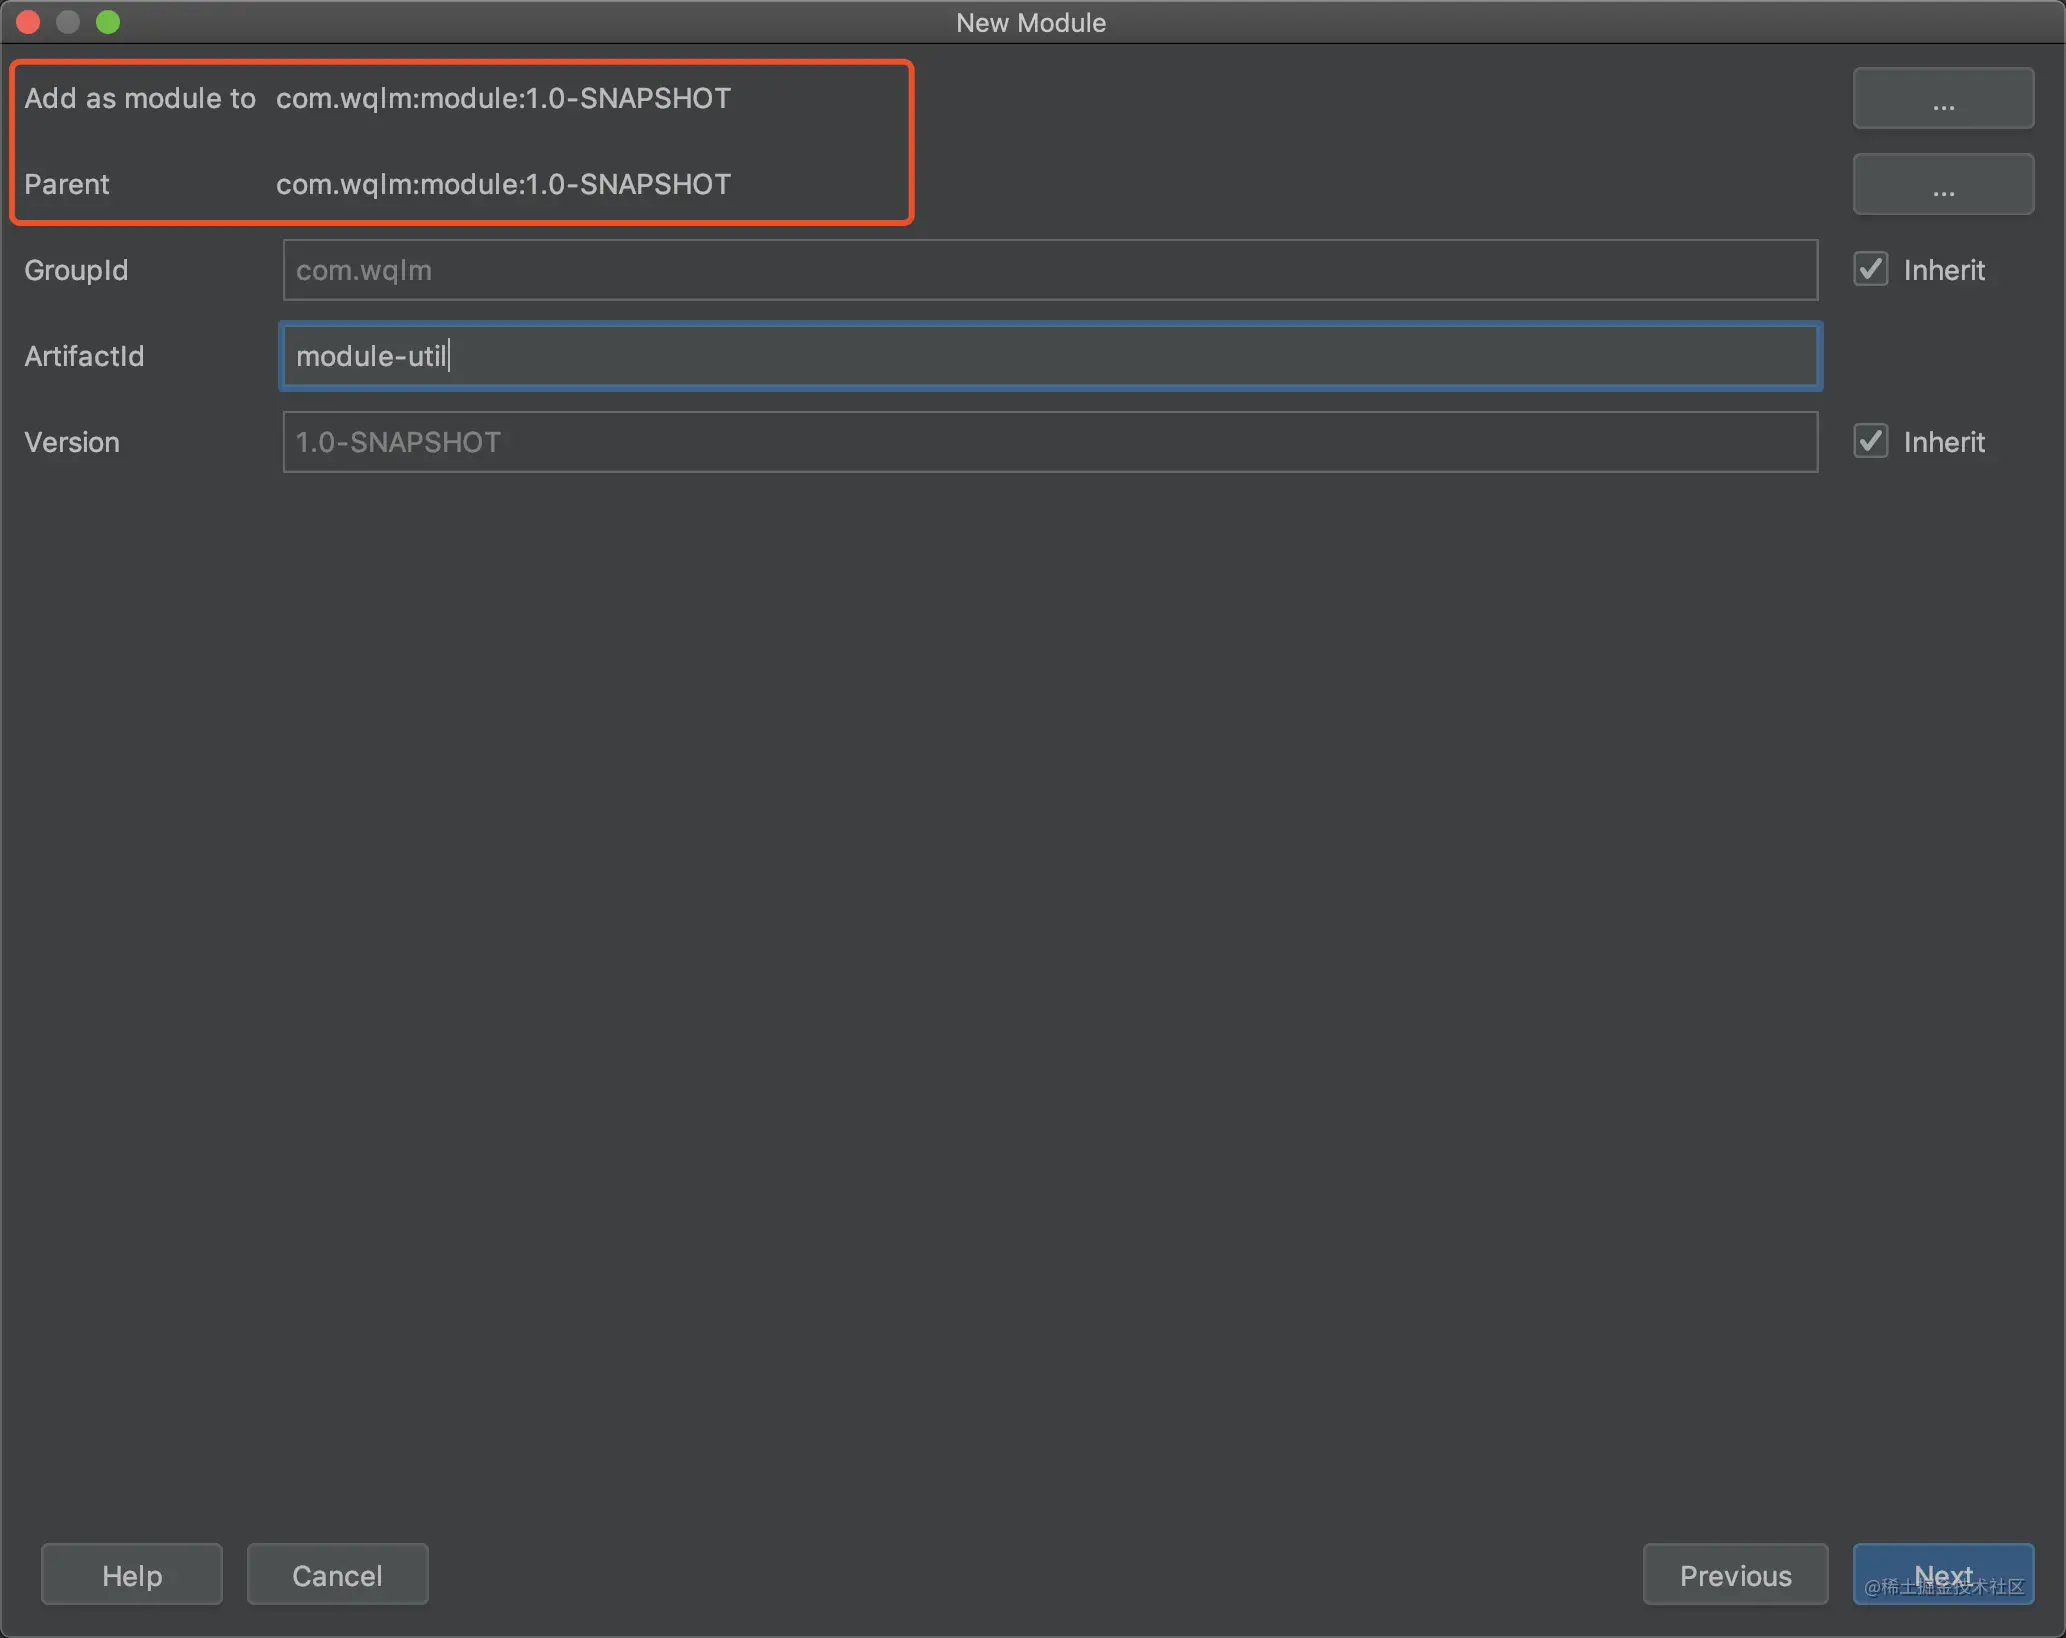 New Module
Add as module to com.wqlm:module:1.0-SNAPSHOT
...
Parent com.wqlm:module:1.0-SNAPSHOT
...
GroupId com.wqlm Inherit
ArtifactId module-util
Version 1.0-SNAPSHOT Inherit
Help Cancel Previous Next
@稀土掘金技术社区